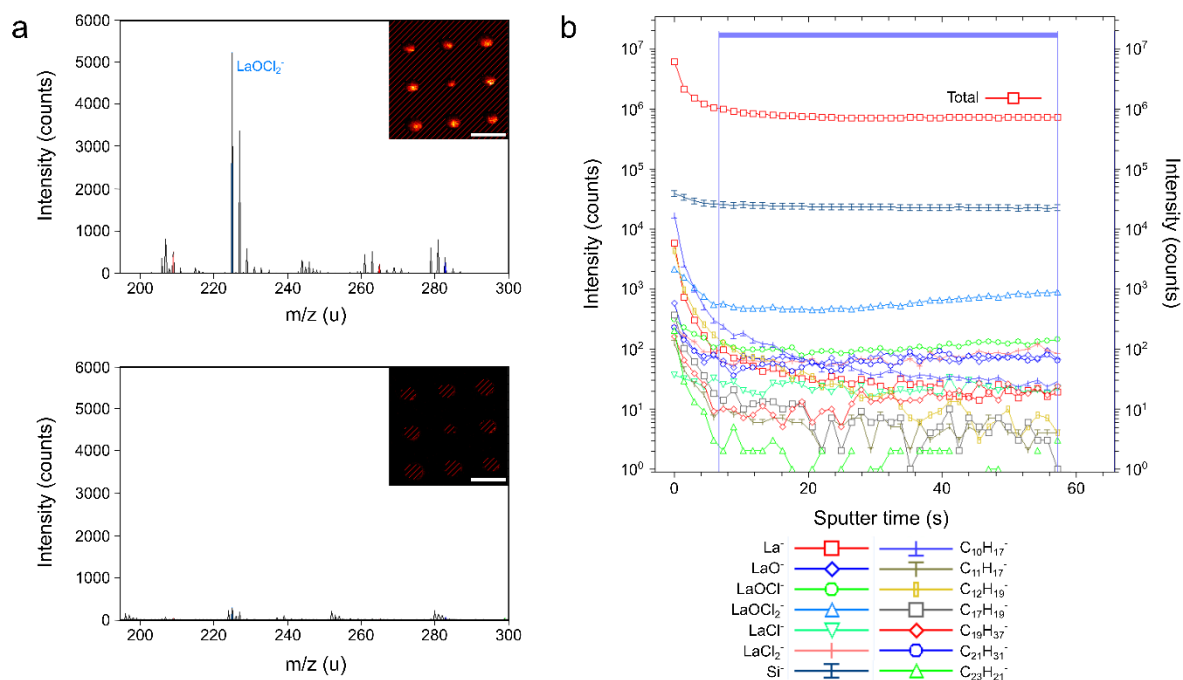 a
Intensity (counts)
6000
5000
4000
3000
2000
1000
0
LaOCl₂⁻
200 220 240 260 280 300
m/z (u)
Intensity (counts)
6000
5000
4000
3000
2000
1000
0
200 220 240 260 280 300
m/z (u)
b
Intensity (counts)
10⁷ 10⁷
10⁶ 10⁶
10⁵ 10⁵
10⁴ 10⁴
10³ 10³
10² 10²
10¹ 10¹
10⁰ 10⁰
Total
Intensity (counts)
0 20 40 60
Sputter time (s)
La⁻ C₁₀H₁₇⁻
LaO⁻ C₁₁H₁₇⁻
LaOCl⁻ C₁₂H₁₉⁻
LaOCl₂⁻ C₁₇H₁₉⁻
LaCl⁻ C₁₉H₃₇⁻
LaCl₂⁻ C₂₁H₃₁⁻
Si⁻ C₂₃H₂₁⁻